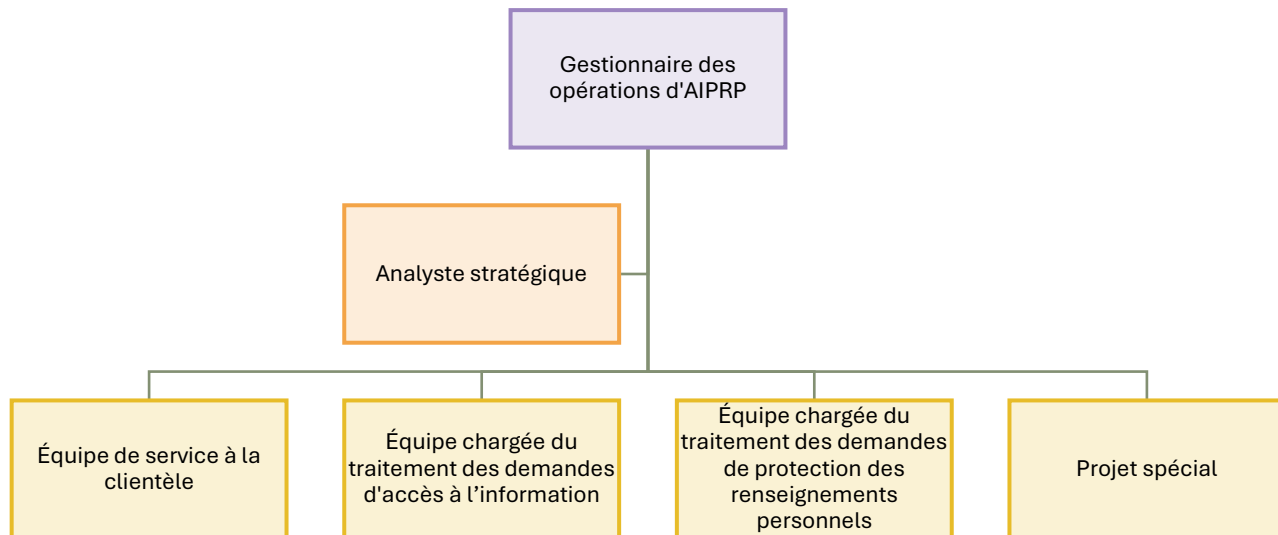 Gestionnaire des
opérations d'AIPRP
Analyste stratégique
Équipe de service à la
clientèle
Équipe chargée du
traitement des demandes
d'accès à l’information
Équipe chargée du
traitement des demandes
de protection des
renseignements
personnels
Projet spécial